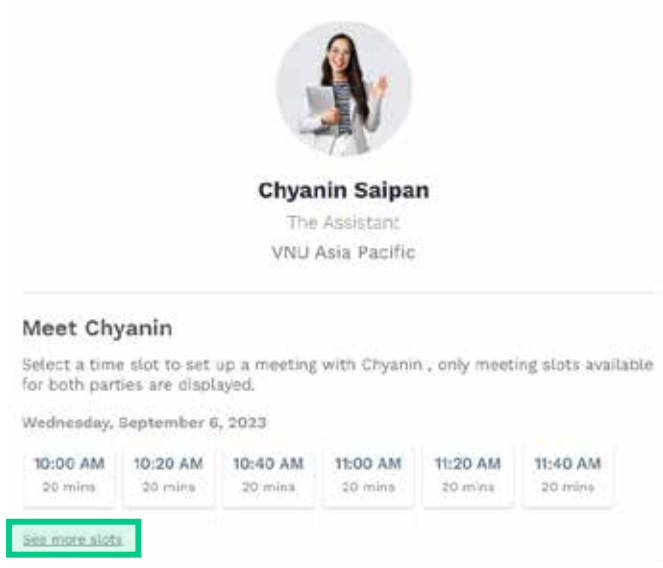 Chyanin Saipan
The Assistant
VNU Asia Pacific
Meet Chyanin
Select a time slot to set up a meeting with Chyanin , only meeting slots available
for both parties are displayed.
Wednesday, September 6, 2023
10:00 AM 10:20 AM 10:40 AM 11:00 AM 11:20 AM 11:40 AM
20 mins 20 mins 20 mins 20 mins 20 mins 20 mins
See more slots